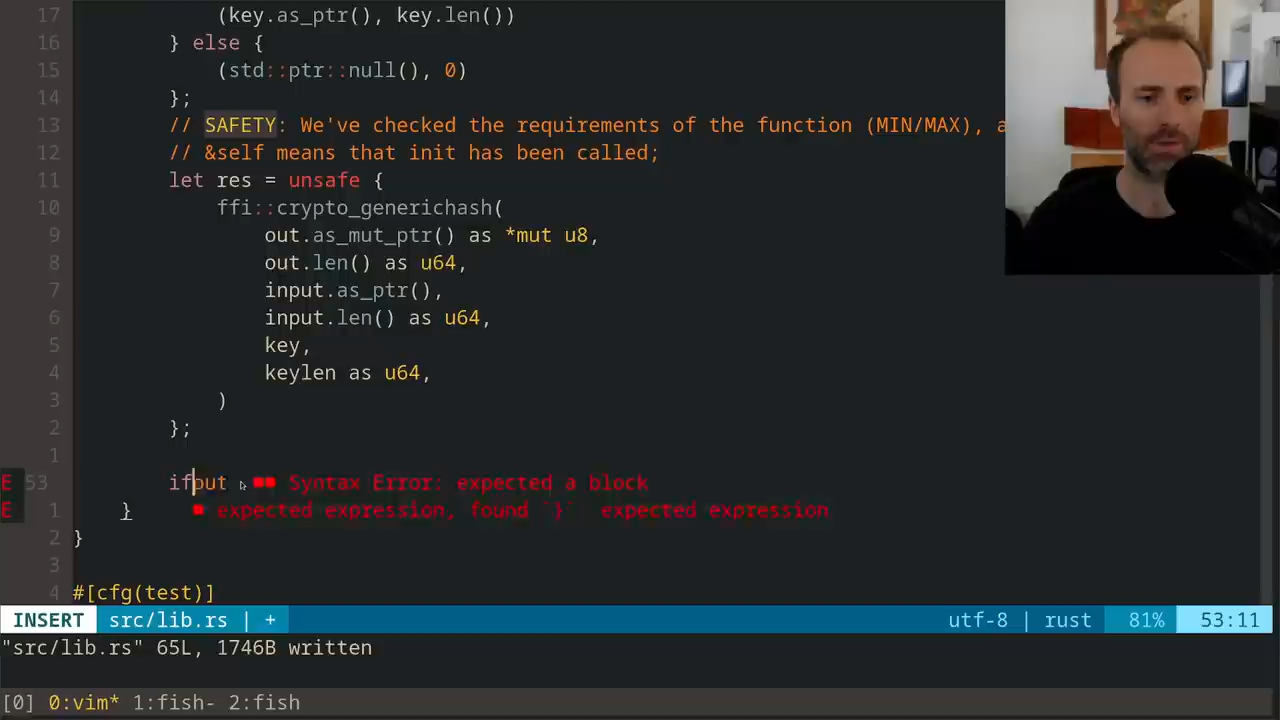 17 (key.as_ptr(), key.len())
16 } else {
15 (std::ptr::null(), 0)
14 };
13 // SAFETY: We've checked the requirements of the function (MIN/MAX), a
12 // &self means that init has been called;
11 let res = unsafe {
10 ffi::crypto_generichash(
9 out.as_mut_ptr() as *mut u8,
8 out.len() as u64,
7 input.as_ptr(),
6 input.len() as u64,
5 key,
4 keylen as u64,
3 )
2 };
1
E 53 ifout ■■ Syntax Error: expected a block
E 1 } ■ expected expression, found `}` expected expression
2 }
3
4 #[cfg(test)]
INSERT src/lib.rs | + utf-8 | rust 81% 53:11
"src/lib.rs" 65L, 1746B written
[0] 0:vim* 1:fish- 2:fish